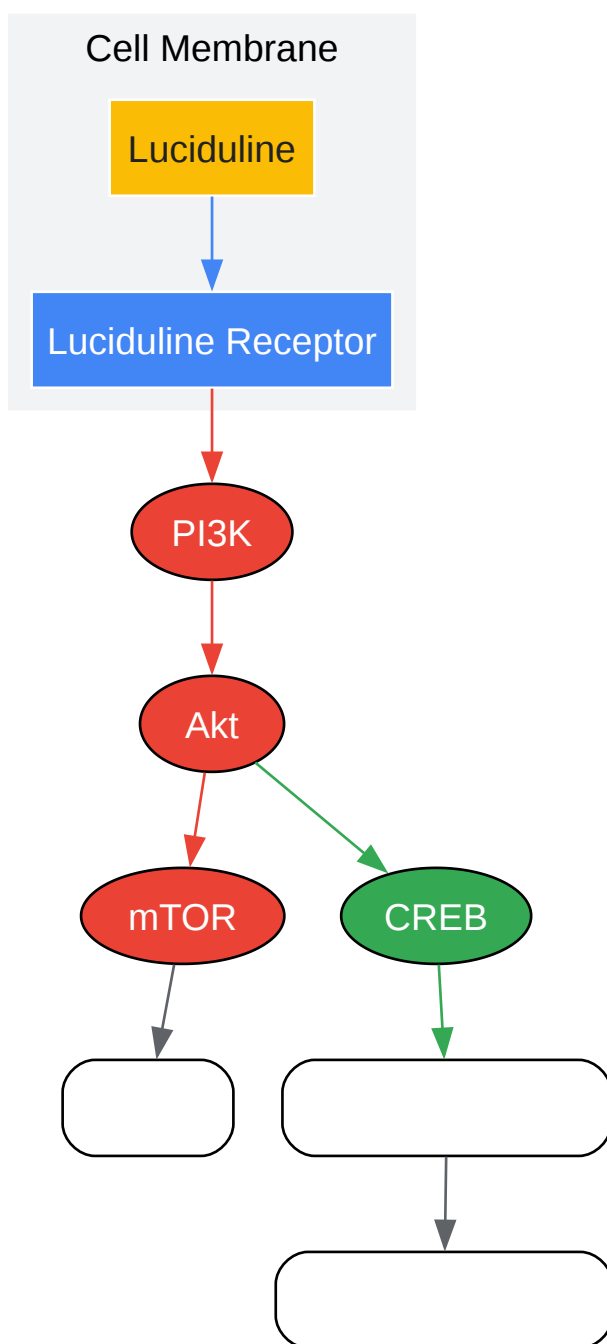 Cell Membrane
Luciduline
Luciduline Receptor
PI3K
Akt
mTOR
CREB